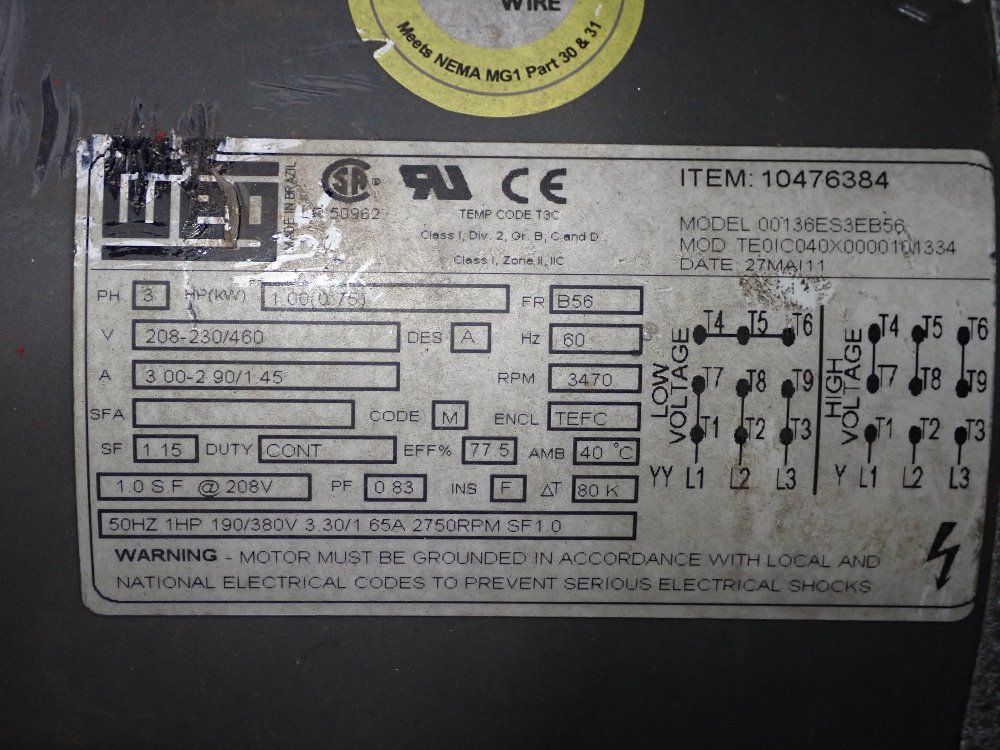 WIRE
Meets NEMA MG1 Part 30 & 31
MADE IN BRAZIL
LR 50962
TEMP CODE T3C
Class I, Div. 2, Gr. B, C and D
Class I, Zone II, IIC
ITEM: 10476384
MODEL 00136ES3EB56
MOD TE0IC040X0000101334
DATE: 27MAI11
PH 3 HP(KW) 1.00(0.75) FR B56
V 208-230/460 DES A Hz 60
A 3.00-2.90/1.45 RPM 3470
SFA CODE M ENCL TEFC
SF 1.15 DUTY CONT EFF% 77.5 AMB 40 °C
1.0 S.F. @ 208V PF 0.83 INS F ΔT 80 K
50HZ 1HP 190/380V 3.30/1.65A 2750RPM SF1.0
WARNING - MOTOR MUST BE GROUNDED IN ACCORDANCE WITH LOCAL AND
NATIONAL ELECTRICAL CODES TO PREVENT SERIOUS ELECTRICAL SHOCKS
LOW VOLTAGE
T4 T5 T6
T7 T8 T9
T1 T2 T3
YY L1 L2 L3
HIGH VOLTAGE
T4 T5 T6
T7 T8 T9
T1 T2 T3
Y L1 L2 L3